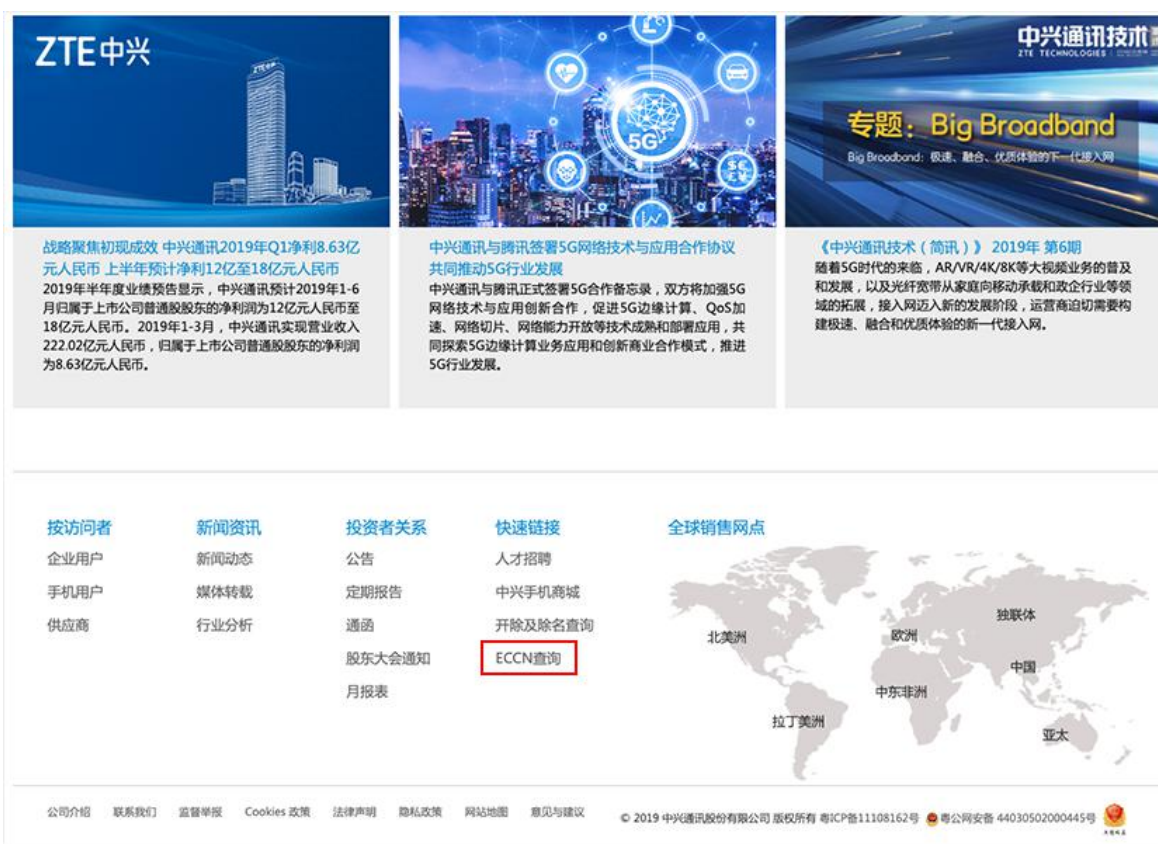 ZTE中兴
ZTE中兴
战略聚焦初现成效 中兴通讯2019年Q1净利8.63亿
元人民币 上半年预计净利12亿至18亿元人民币
2019年半年度业绩预告显示，中兴通讯预计2019年1-6
月归属于上市公司普通股股东的净利润为12亿元人民币至
18亿元人民币。2019年1-3月，中兴通讯实现营业收入
222.02亿元人民币，归属于上市公司普通股股东的净利润
为8.63亿元人民币。
5G
中兴通讯与腾讯签署5G网络技术与应用合作协议
共同推动5G行业发展
中兴通讯与腾讯正式签署5G合作备忘录，双方将加强5G
网络技术与应用创新合作，促进5G边缘计算、QoS加
速、网络切片、网络能力开放等技术成熟和部署应用，共
同探索5G边缘计算业务应用和创新商业合作模式，推进
5G行业发展。
中兴通讯技术
ZTE TECHNOLOGIES
专题：Big Broadband
Big Broadband：极速、融合、优质体验的下一代接入网
《中兴通讯技术（简讯）》 2019年 第6期
随着5G时代的来临，AR/VR/4K/8K等大视频业务的普及
和发展，以及光纤宽带从家庭向移动承载和政企行业等领
域的拓展，接入网迈入新的发展阶段，运营商迫切需要构
建极速、融合和优质体验的新一代接入网。
按访问者
企业用户
手机用户
供应商
新闻资讯
新闻动态
媒体转载
行业分析
投资者关系
公告
定期报告
通函
股东大会通知
月报表
快速链接
人才招聘
中兴手机商城
开除及除名查询
ECCN查询
全球销售网点
北美洲
欧洲
独联体
中国
中东非洲
拉丁美洲
亚太
公司介绍 联系我们 监督举报 Cookies 政策 法律声明 隐私政策 网站地图 意见与建议 © 2019 中兴通讯股份有限公司 版权所有 粤ICP备11108162号 粤公网安备 44030502000445号